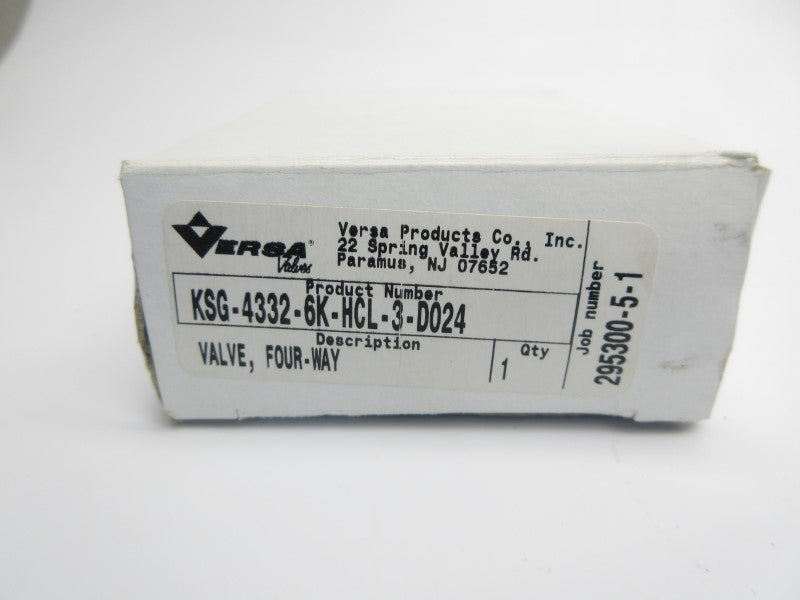 VERSA®
Valves
Versa Products Co., Inc.
22 Spring Valley Rd.
Paramus, NJ 07652
Product Number
KSG-4332-6K-HCL-3-D024
Description
VALVE, FOUR-WAY
Qty
1
Job number
295300-5-1